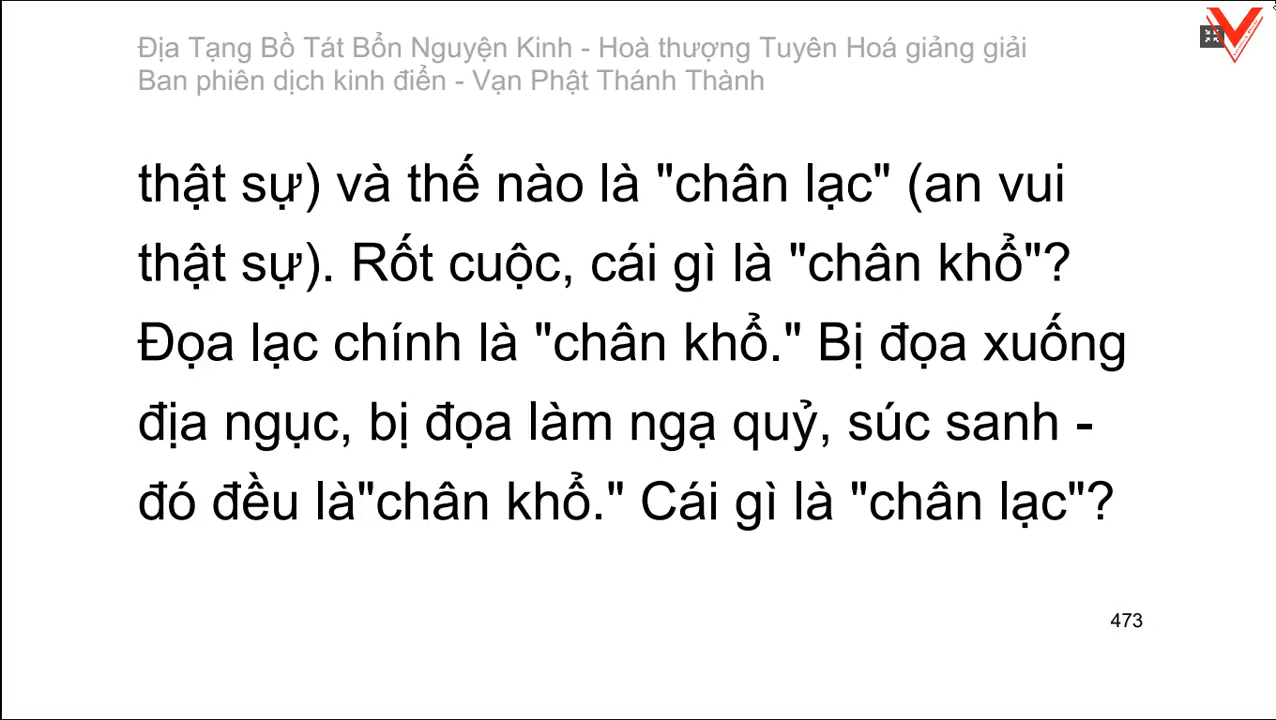 Địa Tạng Bồ Tát Bổn Nguyện Kinh - Hoà thượng Tuyên Hoá giảng giải
Ban phiên dịch kinh điển - Vạn Phật Thánh Thành
thật sự) và thế nào là "chân lạc" (an vui
thật sự). Rốt cuộc, cái gì là "chân khổ"?
Đọa lạc chính là "chân khổ." Bị đọa xuống
địa ngục, bị đọa làm ngạ quỷ, súc sanh -
đó đều là"chân khổ." Cái gì là "chân lạc"?
473